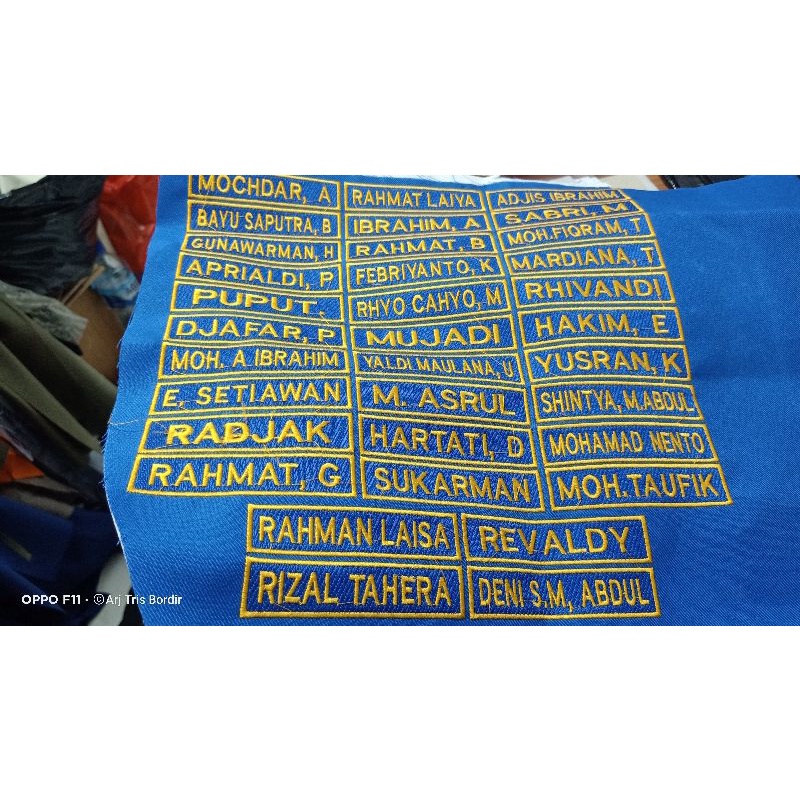 MOCHDAR, A RAHMAT LAIYA ADJIS IBRAHIM
BAYU SAPUTRA, B IBRAHIM, A SABRI, M
GUNAWARMAN, H RAHMAT, B MOH.FIQRAM, T
APRIALDI, P FEBRIYANTO, K MARDIANA, T
PUPUT. RHYO CAHYO, M RHIVANDI
DJAFAR, P MUJADI HAKIM, E
MOH. A IBRAHIM YALDI MAULANA, U YUSRAN, K
E. SETIAWAN M. ASRUL SHINTYA, M.ABDUL
RADJAK HARTATI, D MOHAMAD NENTO
RAHMAT, G SUKARMAN MOH.TAUFIK
RAHMAN LAISA REVALDY
RIZAL TAHERA DENI S.M, ABDUL
OPPO F11 · ©Arj Tris Bordir